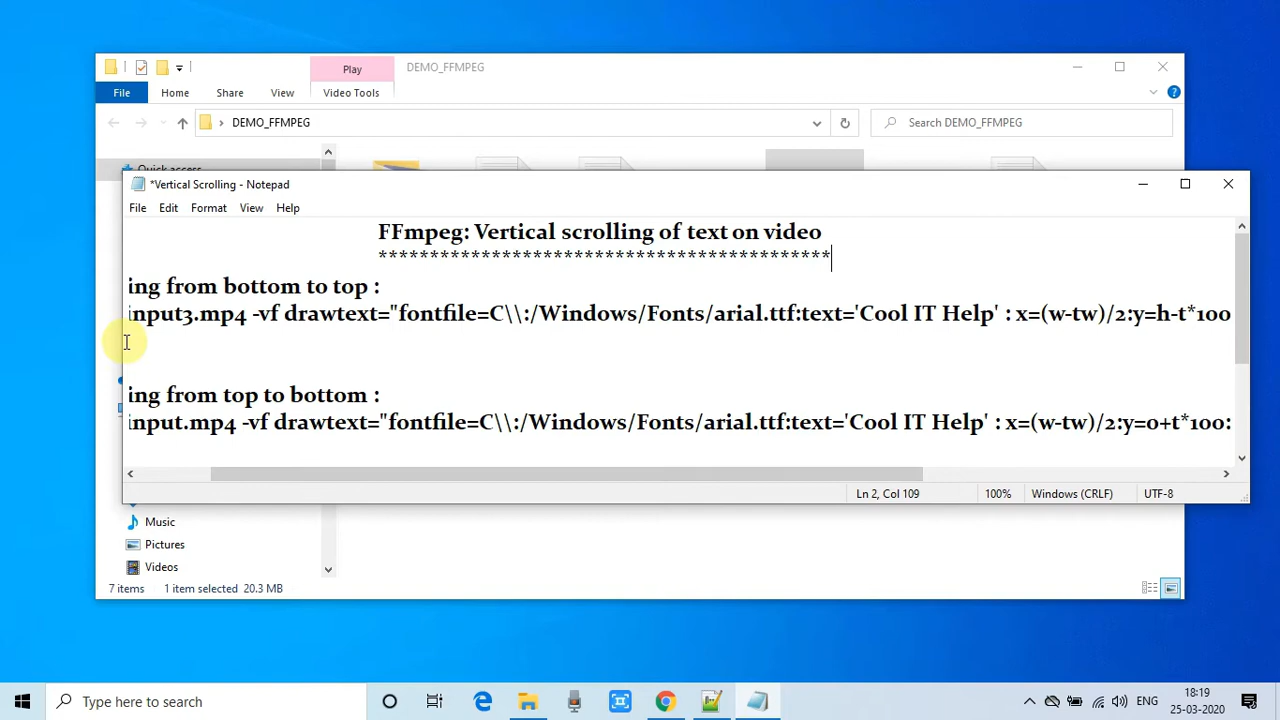 Play
DEMO_FFMPEG
File
Home
Share
View
Video Tools
DEMO_FFMPEG
Search DEMO_FFMPEG
Quick access
*Vertical Scrolling - Notepad
File Edit Format View Help
FFmpeg: Vertical scrolling of text on video
********************************************
ing from bottom to top :
input3.mp4 -vf drawtext="fontfile=C\\:/Windows/Fonts/arial.ttf:text='Cool IT Help' : x=(w-tw)/2:y=h-t*100
ing from top to bottom :
input.mp4 -vf drawtext="fontfile=C\\:/Windows/Fonts/arial.ttf:text='Cool IT Help' : x=(w-tw)/2:y=0+t*100:
Ln 2, Col 109
100%
Windows (CRLF)
UTF-8
Music
Pictures
Videos
7 items
1 item selected 20.3 MB
Type here to search
ENG
18:19
25-03-2020